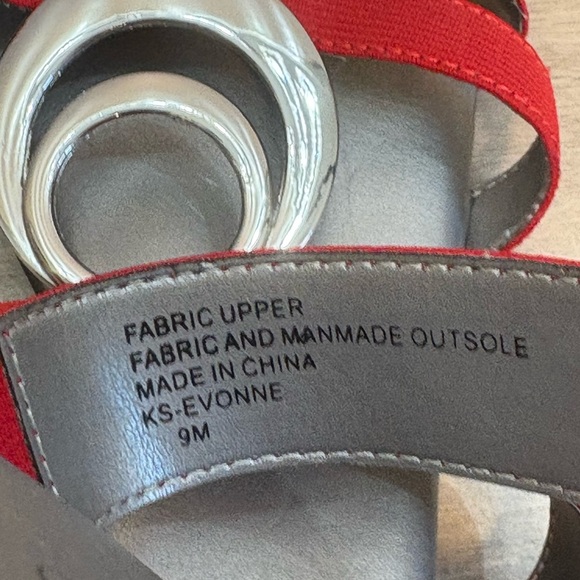 FABRIC UPPER
FABRIC AND MANMADE OUTSOLE
MADE IN CHINA
KS-EVONNE
9M